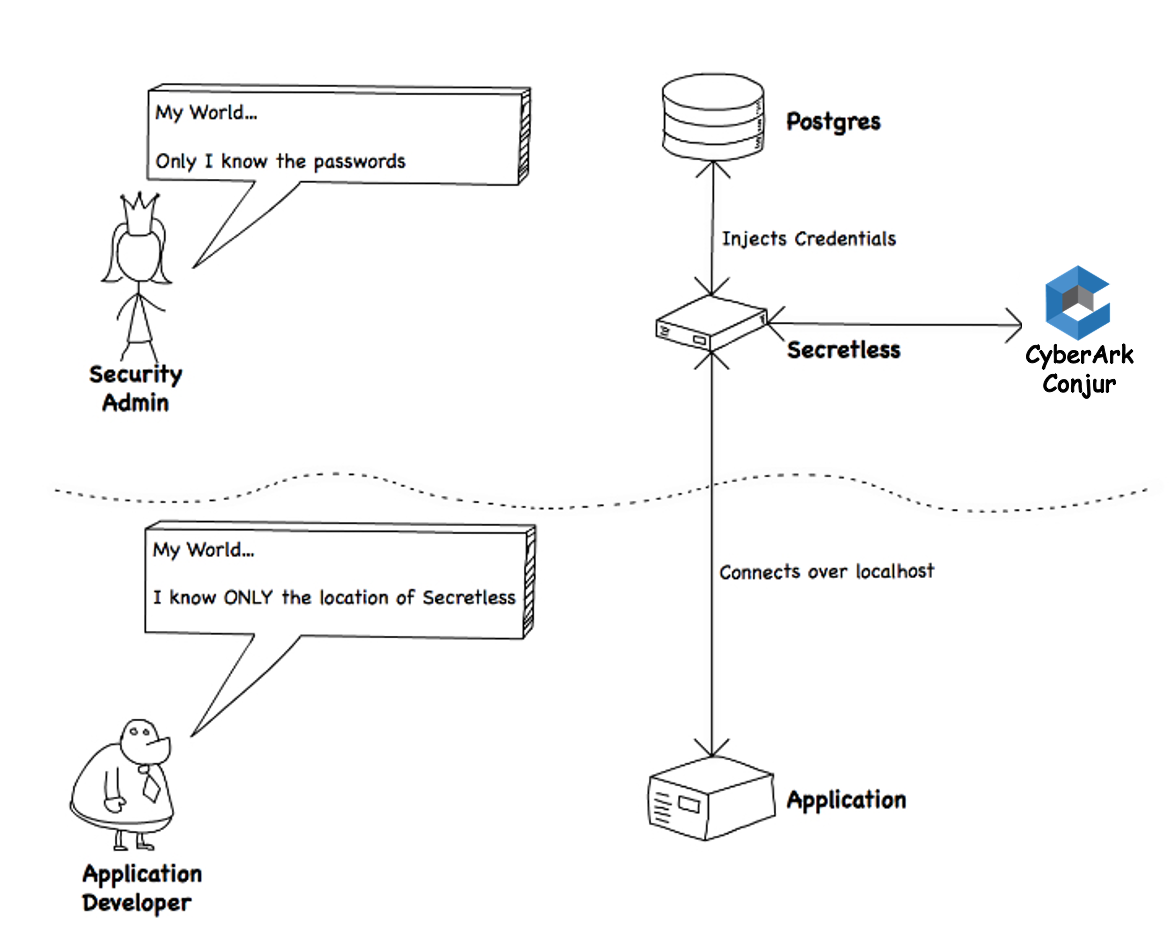 My World...
Only I know the passwords
Security
Admin
Postgres
Injects Credentials
Secretless
CyberArk
Conjur
My World...
I know ONLY the location of Secretless
Connects over localhost
Application
Developer
Application